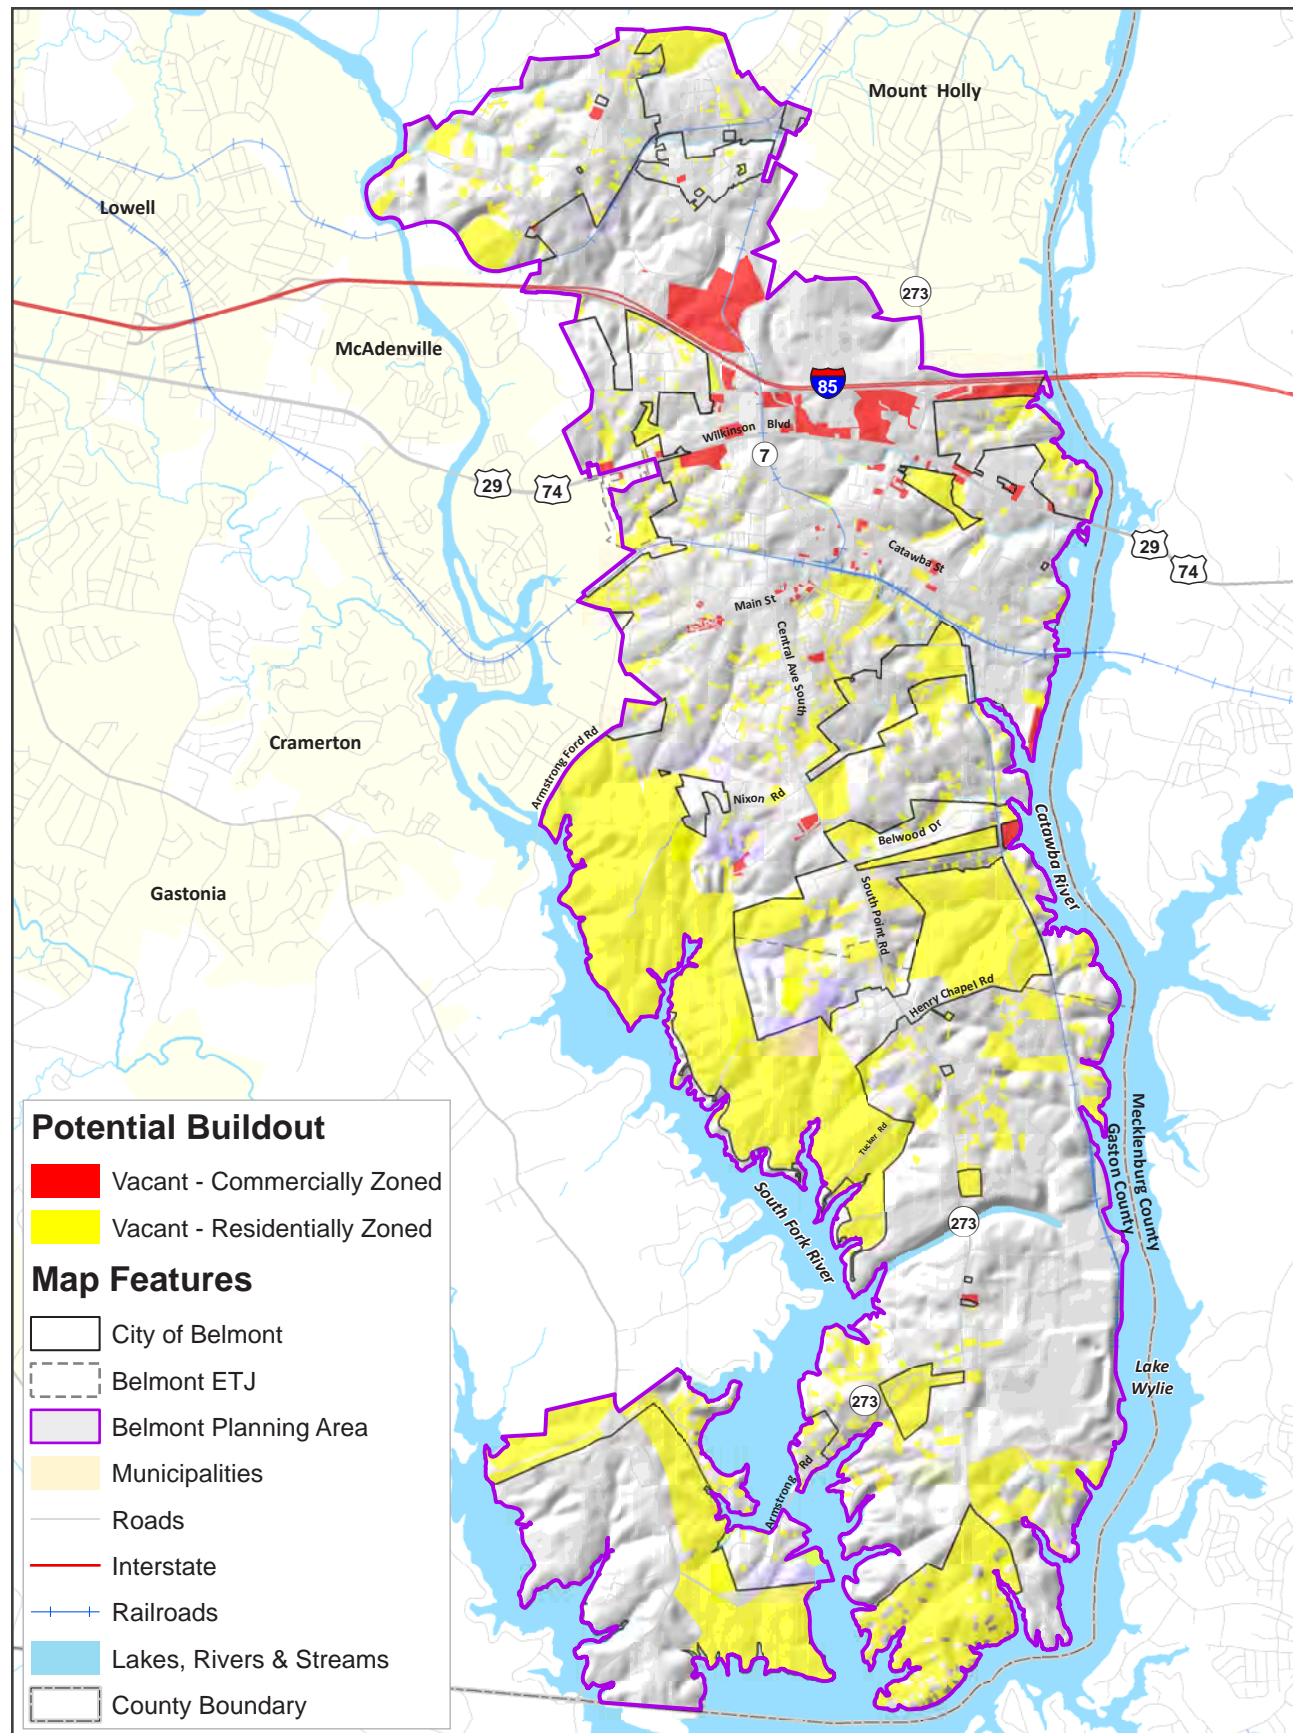 Mount Holly
Lowell
273
McAdenville
85
Wilkinson Blvd
7
29
74
29
74
Catawba St
Main St
Central Ave South
Cramerton
Armstrong Ford Rd
Nixon Rd
Belwood Dr
Catawba River
Gastonia
South Point Rd
Henry Chapel Rd
Tucker Rd
Mecklenburg County
Gaston County
South Fork River
273
Lake
Wylie
273
Armstrong Rd
Potential Buildout
Vacant - Commercially Zoned
Vacant - Residentially Zoned
Map Features
City of Belmont
Belmont ETJ
Belmont Planning Area
Municipalities
Roads
Interstate
Railroads
Lakes, Rivers & Streams
County Boundary